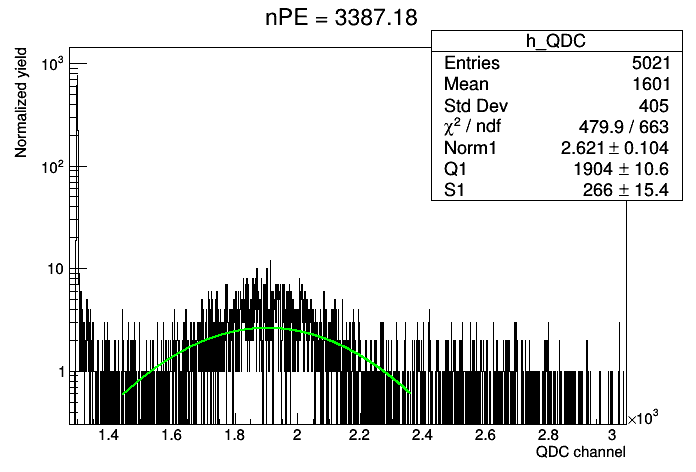 nPE = 3387.18
h_QDC
Entries 5021
Mean 1601
Std Dev 405
χ² / ndf 479.9 / 663
Norm1 2.621 ± 0.104
Q1 1904 ± 10.6
S1 266 ± 15.4
Normalized yield
10³
10²
10
1
1.4 1.6 1.8 2 2.2 2.4 2.6 2.8 3
×10³
QDC channel